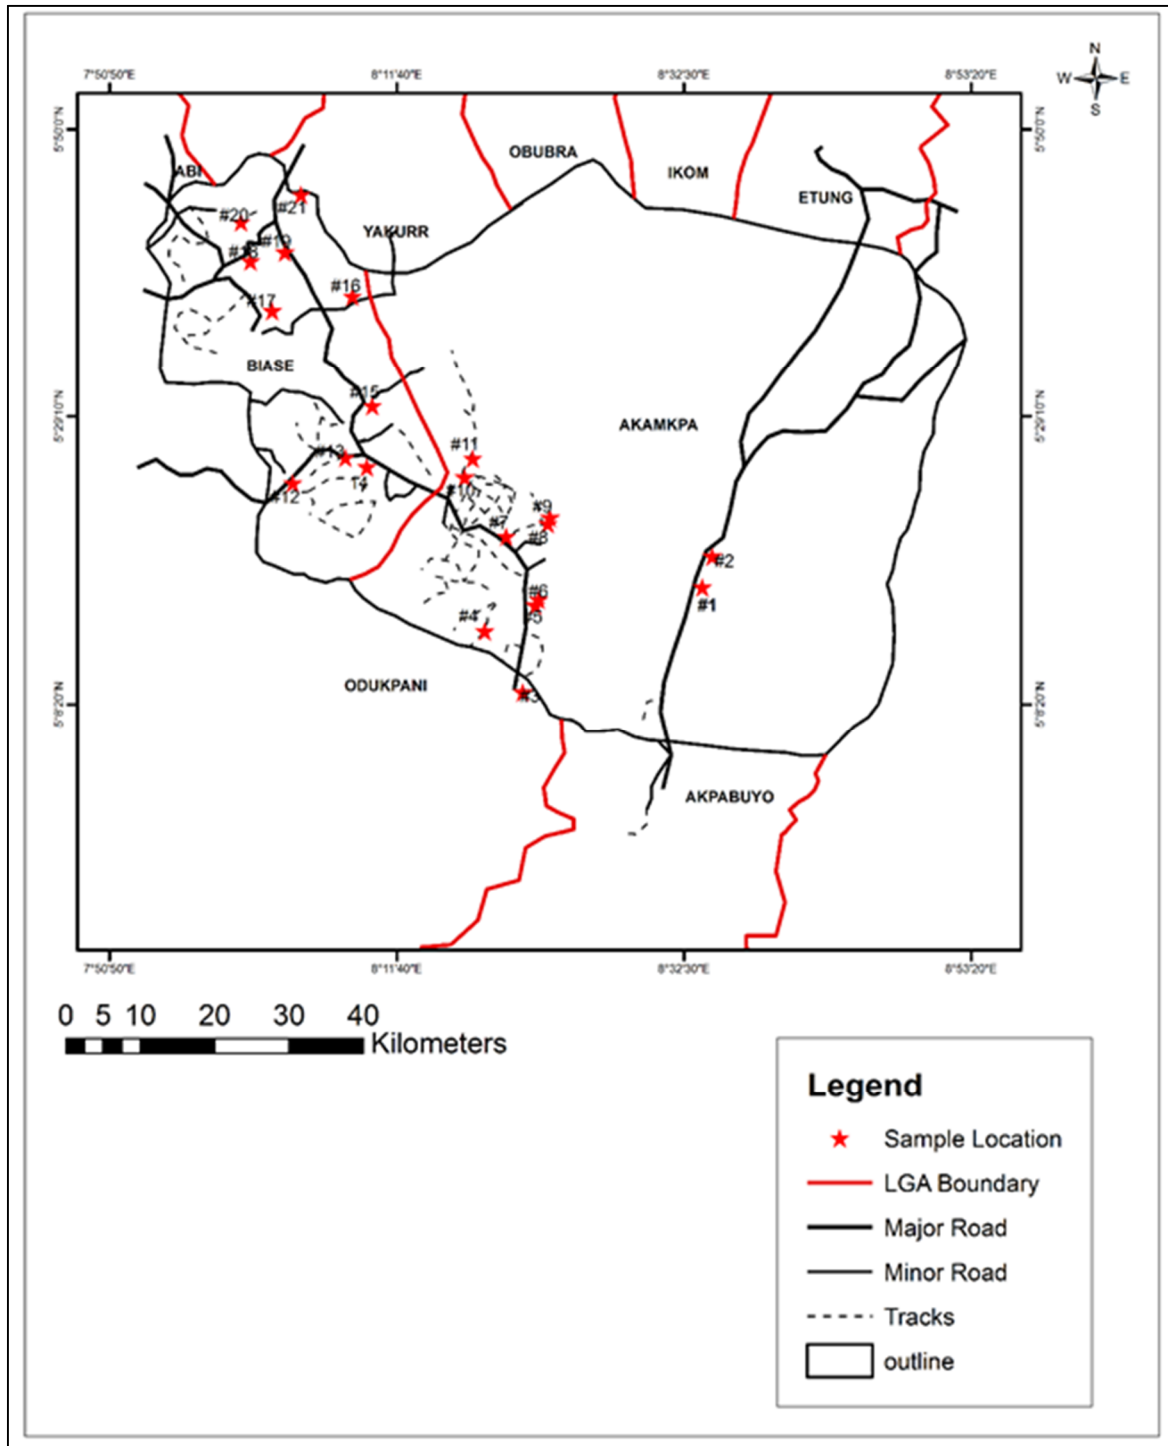 N
W E
S
7°50'50"E 8°11'40"E 8°32'30"E 8°53'20"E
5°50'0"N 5°50'0"N
OBUBRA
ABI
IKOM
ETUNG
#21
#20
YAKURR
#19
#18
#16
#17
BIASE
#15
5°29'10"N 5°29'10"N
AKAMKPA
#11
#13
14
#10
#12
#9
#7
#8
#2
#6
#1
#4
5
ODUKPANI
#3
5°8'20"N 5°8'20"N
AKPABUYO
7°50'50"E 8°11'40"E 8°32'30"E 8°53'20"E
0 5 10 20 30 40
Kilometers
Legend
Sample Location
LGA Boundary
Major Road
Minor Road
Tracks
outline